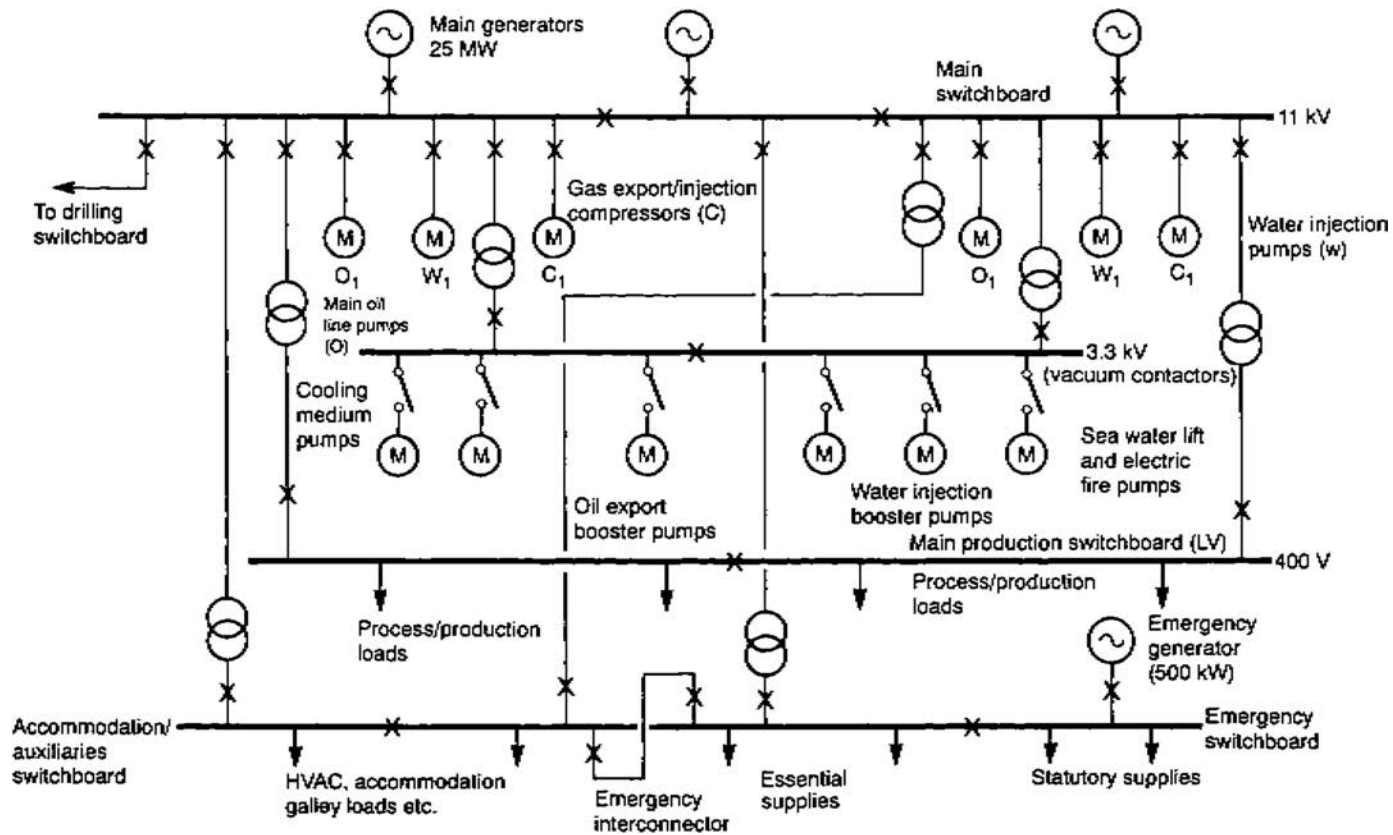 Main generators
25 MW
Main
switchboard
11 kV
To drilling
switchboard
Gas export/injection
compressors (C)
Water injection
pumps (w)
M
M
M
M
M
M
O1
W1
C1
O1
W1
C1
Main oil
line pumps
(O)
3.3 kV
(vacuum contactors)
Cooling
medium
pumps
M
M
M
M
M
M
Sea water lift
and electric
fire pumps
Oil export
booster pumps
Water injection
booster pumps
Main production switchboard (LV)
400 V
Process/production
loads
Process/production
loads
Emergency
generator
(500 kW)
Accommodation/
auxiliaries
switchboard
Emergency
switchboard
HVAC, accommodation
galley loads etc.
Emergency
interconnector
Essential
supplies
Statutory supplies